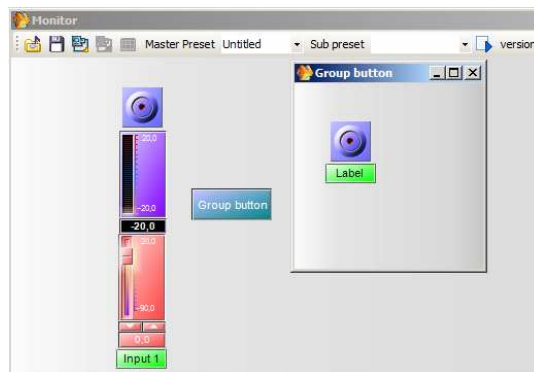 Monitor
Master Preset Untitled Sub preset version
Group button
20,0
-20,0
-20,0
20,0
-90,0
0,0
Input 1
Group button
Label